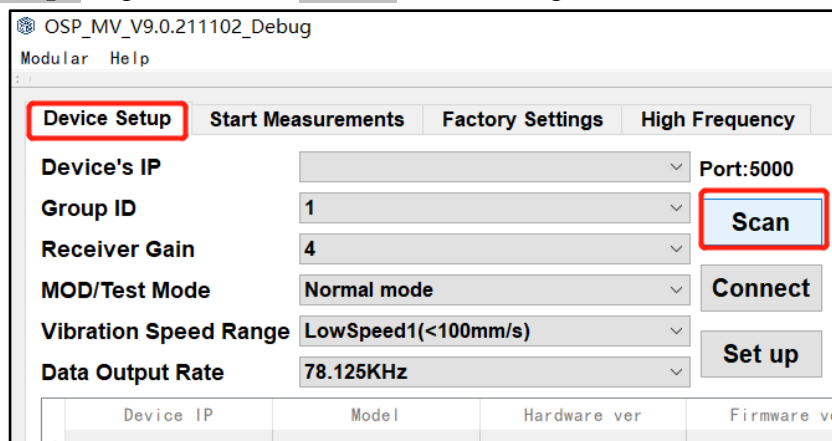 OSP_MV_V9.0.211102_Debug
Modular Help
Device Setup Start Measurements Factory Settings High Frequency
Device's IP Port:5000
Group ID 1 Scan
Receiver Gain 4
MOD/Test Mode Normal mode Connect
Vibration Speed Range LowSpeed1(<100mm/s)
Set up
Data Output Rate 78.125KHz
Device IP Model Hardware ver Firmware